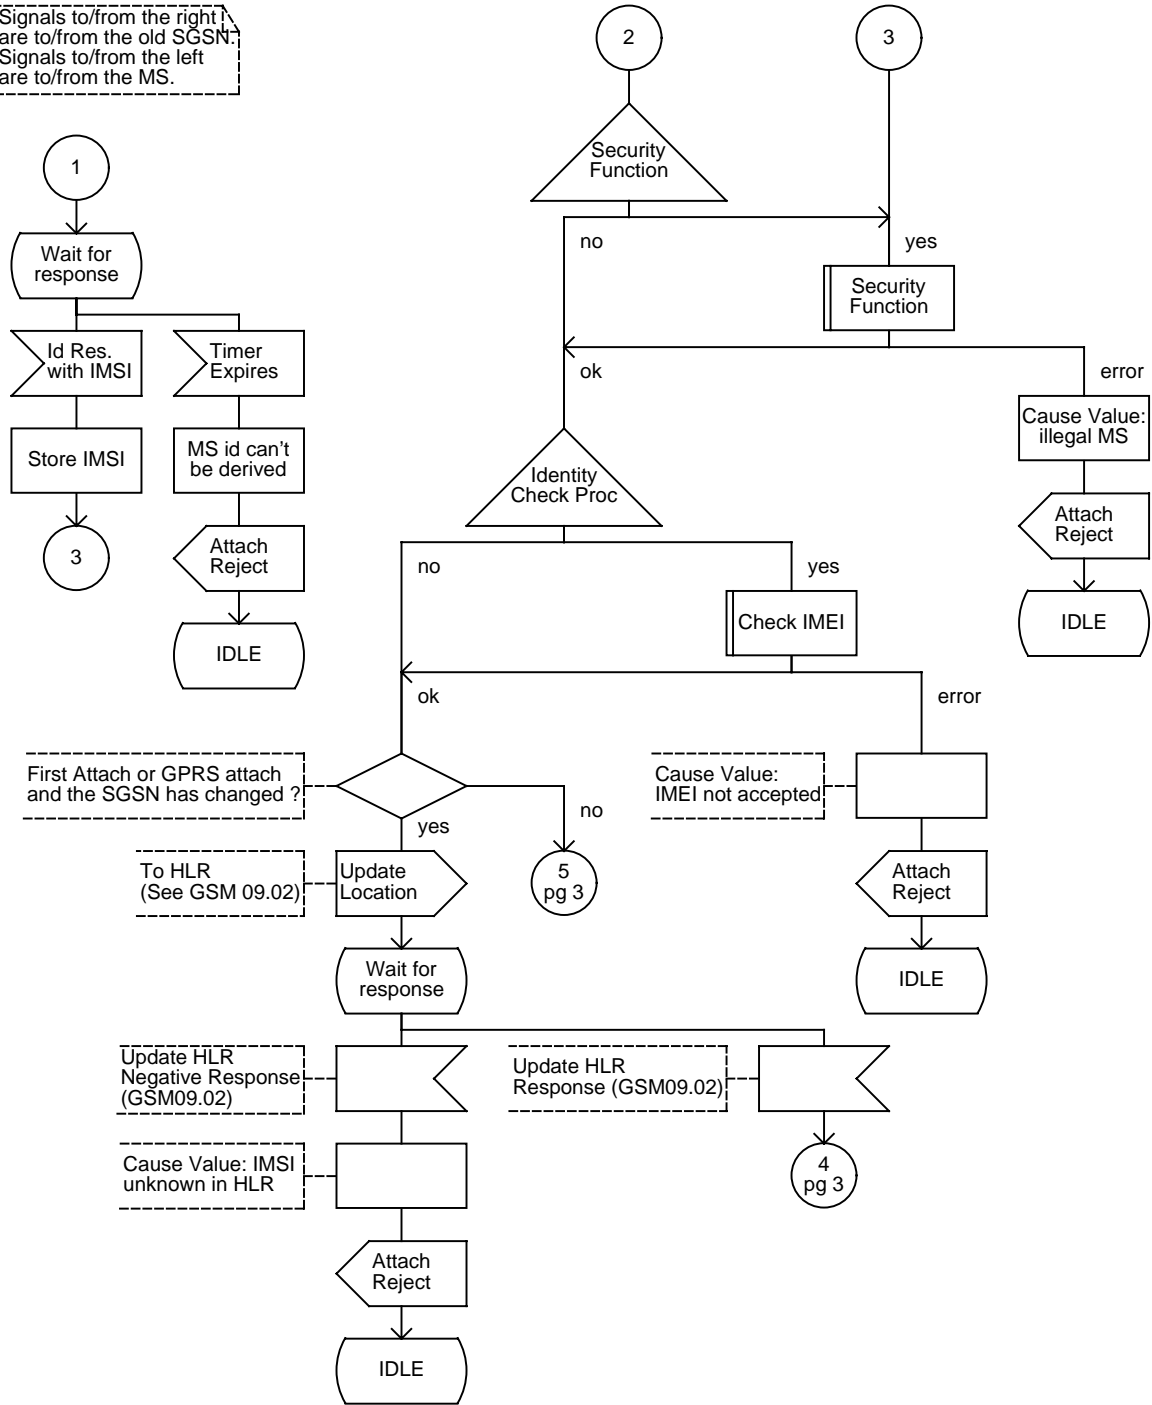 Signals to/from the right
are to/from the old SGSN.
Signals to/from the left
are to/from the MS.
2
3
1
Security
Function
no
yes
Wait for
response
Security
Function
Id Res.
with IMSI
Timer
Expires
ok
error
Cause Value:
illegal MS
Store IMSI
MS id can't
be derived
Identity
Check Proc
Attach
Reject
3
Attach
Reject
no
yes
IDLE
Check IMEI
IDLE
ok
error
First Attach or GPRS attach
and the SGSN has changed ?
Cause Value:
IMEI not accepted
no
yes
To HLR
(See GSM 09.02)
Update
Location
5
pg 3
Attach
Reject
Wait for
response
IDLE
Update HLR
Negative Response
(GSM09.02)
Update HLR
Response (GSM09.02)
Cause Value: IMSI
unknown in HLR
4
pg 3
Attach
Reject
IDLE